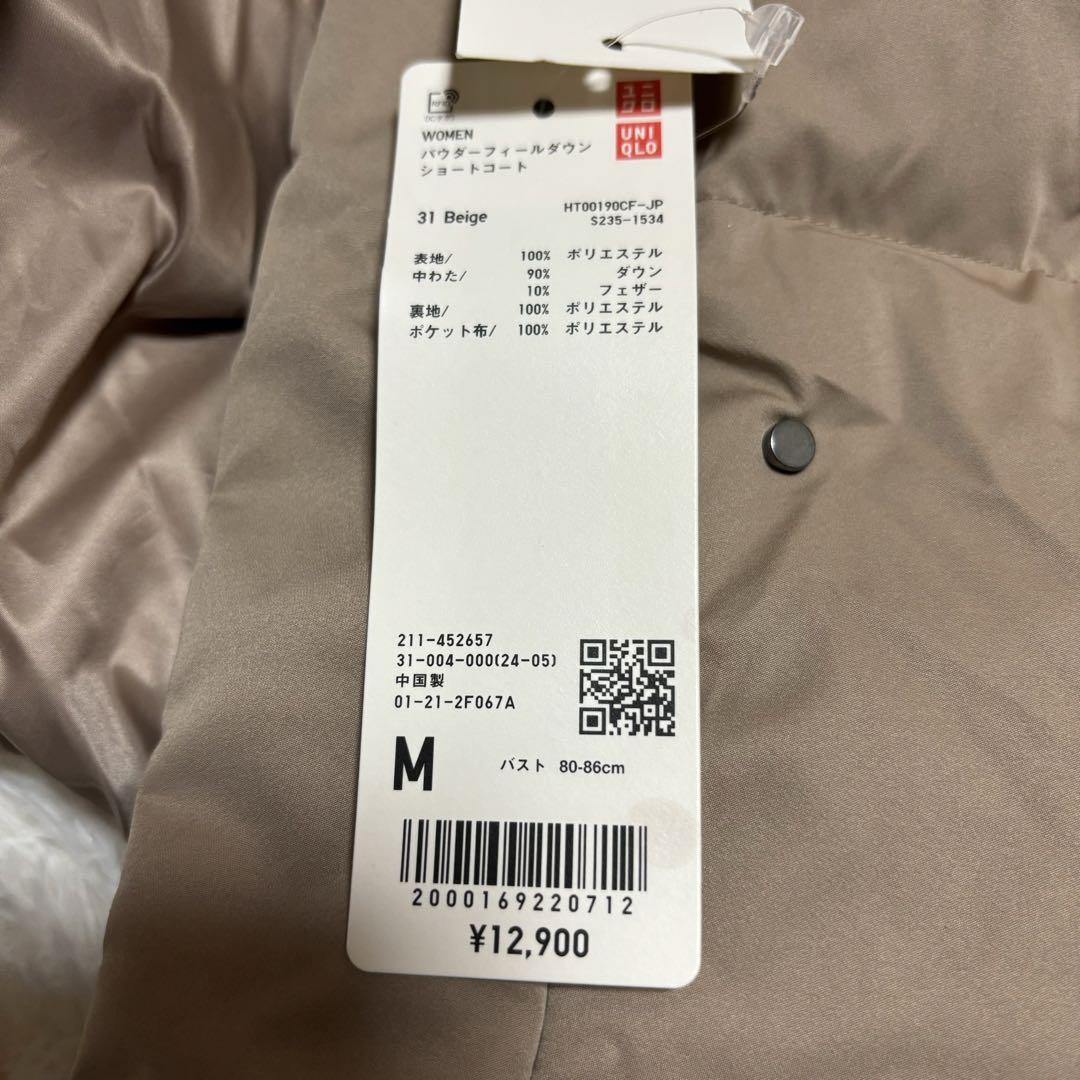 RFID
(ICタグ)
ユニ
クロ
UNI
QLO
WOMEN
パウダーフィールダウン
ショートコート
31 Beige
HT00190CF-JP
S235-1534
表地/ 100% ポリエステル
中わた/ 90% ダウン
10% フェザー
裏地/ 100% ポリエステル
ポケット布/ 100% ポリエステル
211-452657
31-004-000(24-05)
中国製
01-21-2F067A
M バスト 80-86cm
2000169220712
¥12,900